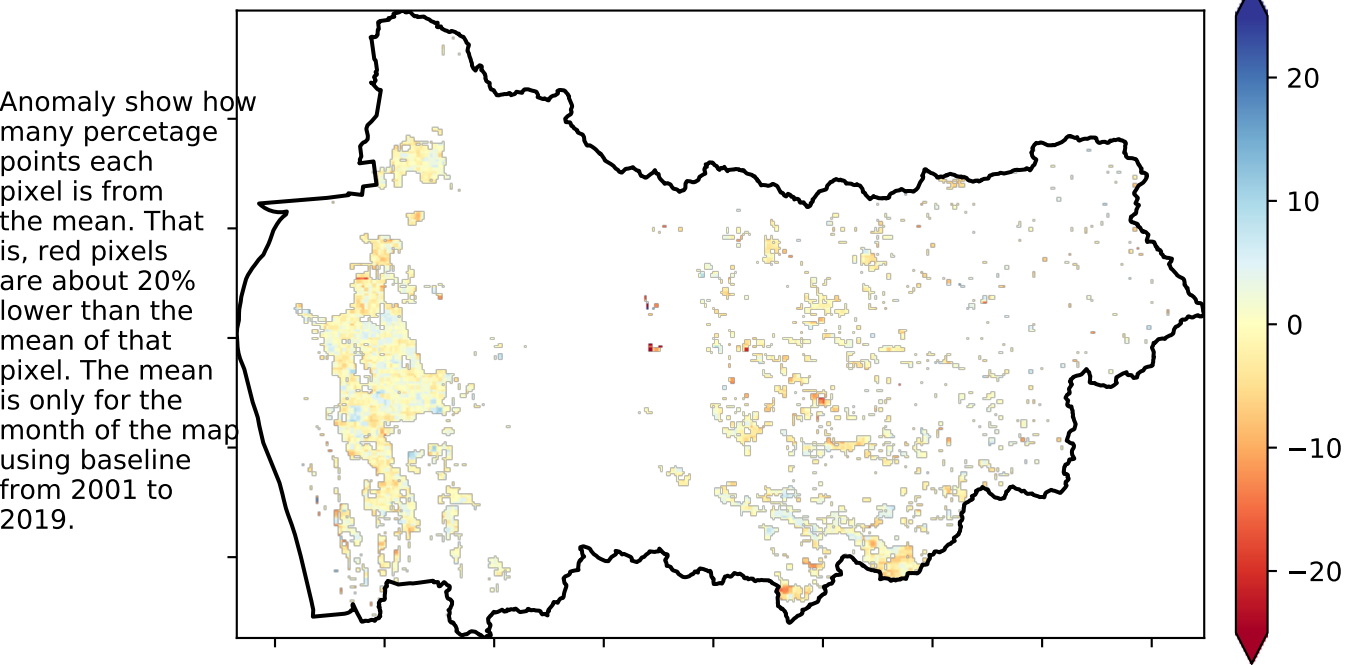 Anomaly show how
many percetage
points each
pixel is from
the mean. That
is, red pixels
are about 20%
lower than the
mean of that
pixel. The mean
is only for the
month of the map
using baseline
from 2001 to
2019.
20
10
0
−10
−20